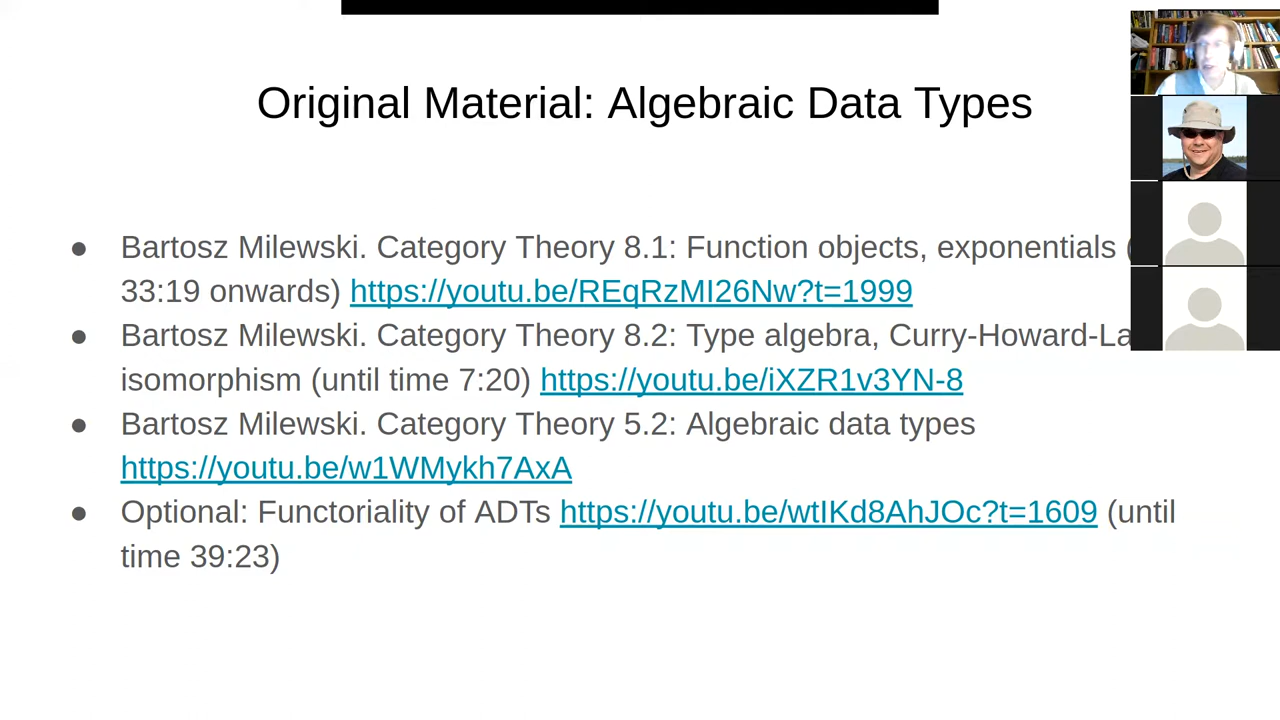 Original Material: Algebraic Data Types
● Bartosz Milewski. Category Theory 8.1: Function objects, exponentials (
33:19 onwards) https://youtu.be/REqRzMI26Nw?t=1999
● Bartosz Milewski. Category Theory 8.2: Type algebra, Curry-Howard-La
isomorphism (until time 7:20) https://youtu.be/iXZR1v3YN-8
● Bartosz Milewski. Category Theory 5.2: Algebraic data types
https://youtu.be/w1WMykh7AxA
● Optional: Functoriality of ADTs https://youtu.be/wtIKd8AhJOc?t=1609 (until
time 39:23)